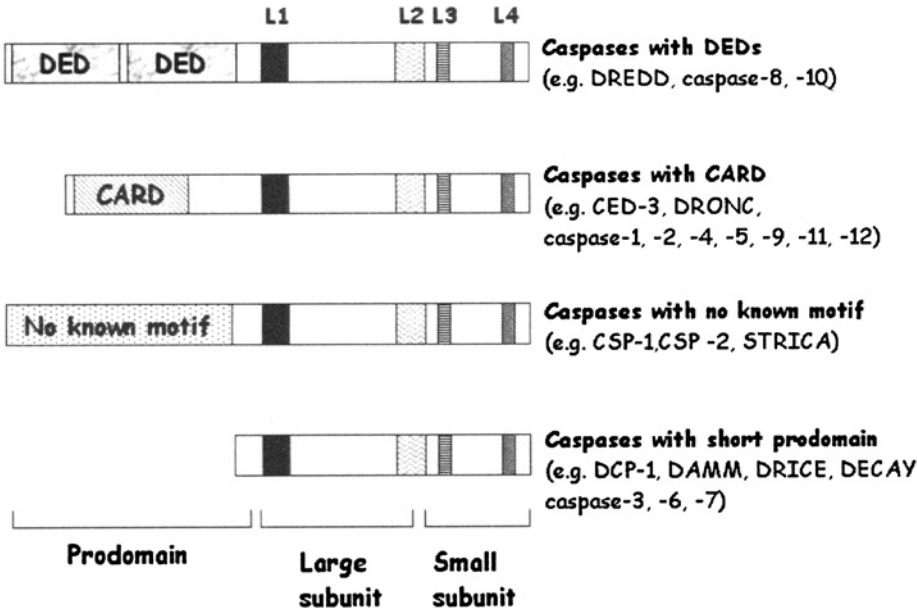 L1 L2 L3 L4
DED DED
Caspases with DEDs
(e.g. DREDD, caspase-8, -10)
CARD
Caspases with CARD
(e.g. CED-3, DRONC,
caspase-1, -2, -4, -5, -9, -11, -12)
No known motif
Caspases with no known motif
(e.g. CSP-1,CSP -2, STRICA)
Caspases with short prodomain
(e.g. DCP-1, DAMM, DRICE, DECAY
caspase-3, -6, -7)
Prodomain
Large
subunit
Small
subunit